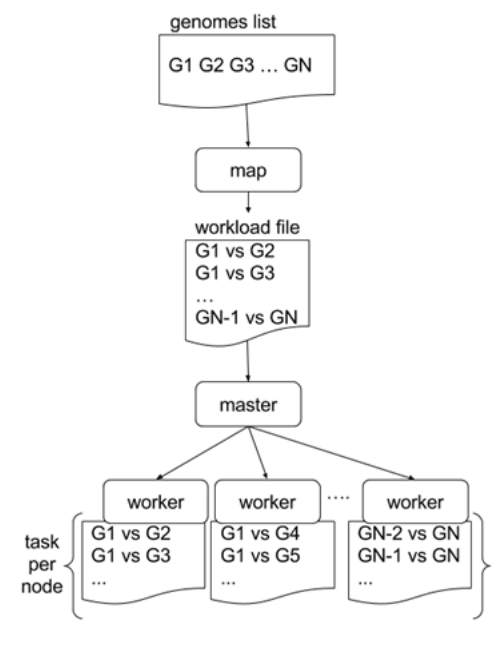 genomes list
G1 G2 G3 ... GN
map
workload file
G1 vs G2
G1 vs G3
...
GN-1 vs GN
master
worker
worker
....
worker
task
per
node
G1 vs G2
G1 vs G3
...
G1 vs G4
G1 vs G5
...
GN-2 vs GN
GN-1 vs GN
...